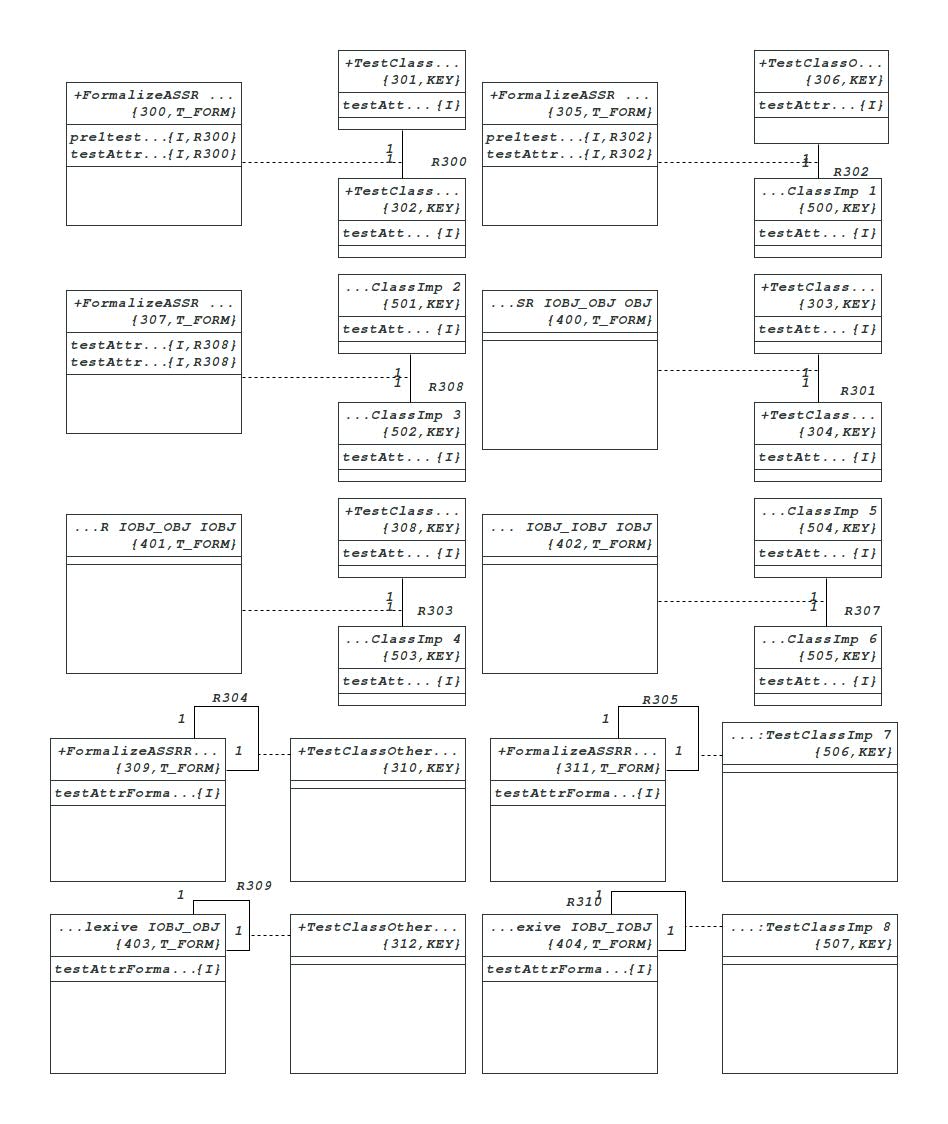 +TestClass...
{301,KEY}
testAtt... {I}
+TestClassO...
{306,KEY}
testAttr...{I}
+FormalizeASSR ...
{300,T_FORM}
pre1test...{I,R300}
testAttr...{I,R300}
+FormalizeASSR ...
{305,T_FORM}
pre1test...{I,R302}
testAttr...{I,R302}
1
1
R300
1
1
R302
+TestClass...
{302,KEY}
testAtt... {I}
...ClassImp 1
{500,KEY}
testAtt... {I}
+FormalizeASSR ...
{307,T_FORM}
testAttr...{I,R308}
testAttr...{I,R308}
...ClassImp 2
{501,KEY}
testAtt... {I}
...SR IOBJ_OBJ OBJ
{400,T_FORM}
+TestClass...
{303,KEY}
testAtt... {I}
1
1
R308
1
1
R301
...ClassImp 3
{502,KEY}
testAtt... {I}
+TestClass...
{304,KEY}
testAtt... {I}
...R IOBJ_OBJ IOBJ
{401,T_FORM}
+TestClass...
{308,KEY}
testAtt... {I}
... IOBJ_IOBJ IOBJ
{402,T_FORM}
...ClassImp 5
{504,KEY}
testAtt... {I}
1
1
R303
1
1
R307
...ClassImp 4
{503,KEY}
testAtt... {I}
...ClassImp 6
{505,KEY}
testAtt... {I}
R304
1
1
+FormalizeASSRR...
{309,T_FORM}
testAttrForma...{I}
+TestClassOther...
{310,KEY}
R305
1
1
+FormalizeASSRR...
{311,T_FORM}
testAttrForma...{I}
...:TestClassImp 7
{506,KEY}
R309
1
1
...lexive IOBJ_OBJ
{403,T_FORM}
testAttrForma...{I}
+TestClassOther...
{312,KEY}
R310
1
1
...exive IOBJ_IOBJ
{404,T_FORM}
testAttrForma...{I}
...:TestClassImp 8
{507,KEY}